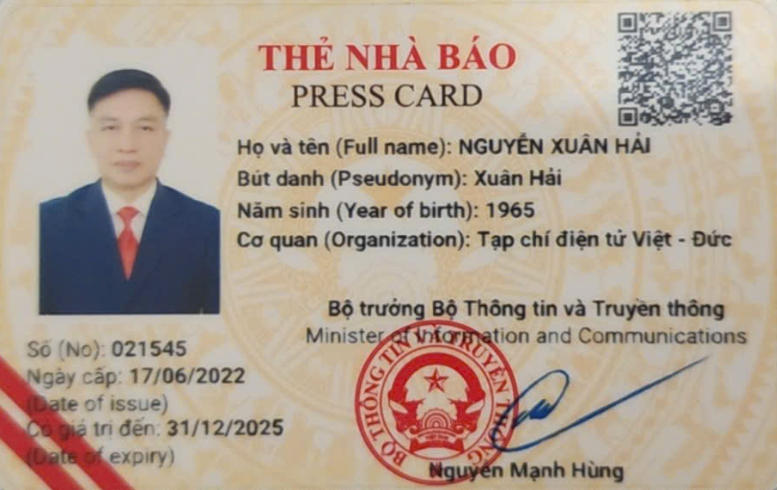 THẺ NHÀ BÁO
PRESS CARD
Họ và tên (Full name): NGUYỄN XUÂN HẢI
Bút danh (Pseudonym): Xuân Hải
Năm sinh (Year of birth): 1965
Cơ quan (Organization): Tạp chí điện tử Việt - Đức
Bộ trưởng Bộ Thông tin và Truyền thông
Minister of Information and Communications
Số (No): 021545
Ngày cấp: 17/06/2022
(Date of issue)
Có giá trị đến: 31/12/2025
(Date of expiry)
BỘ THÔNG TIN VÀ TRUYỀN THÔNG
Nguyễn Mạnh Hùng